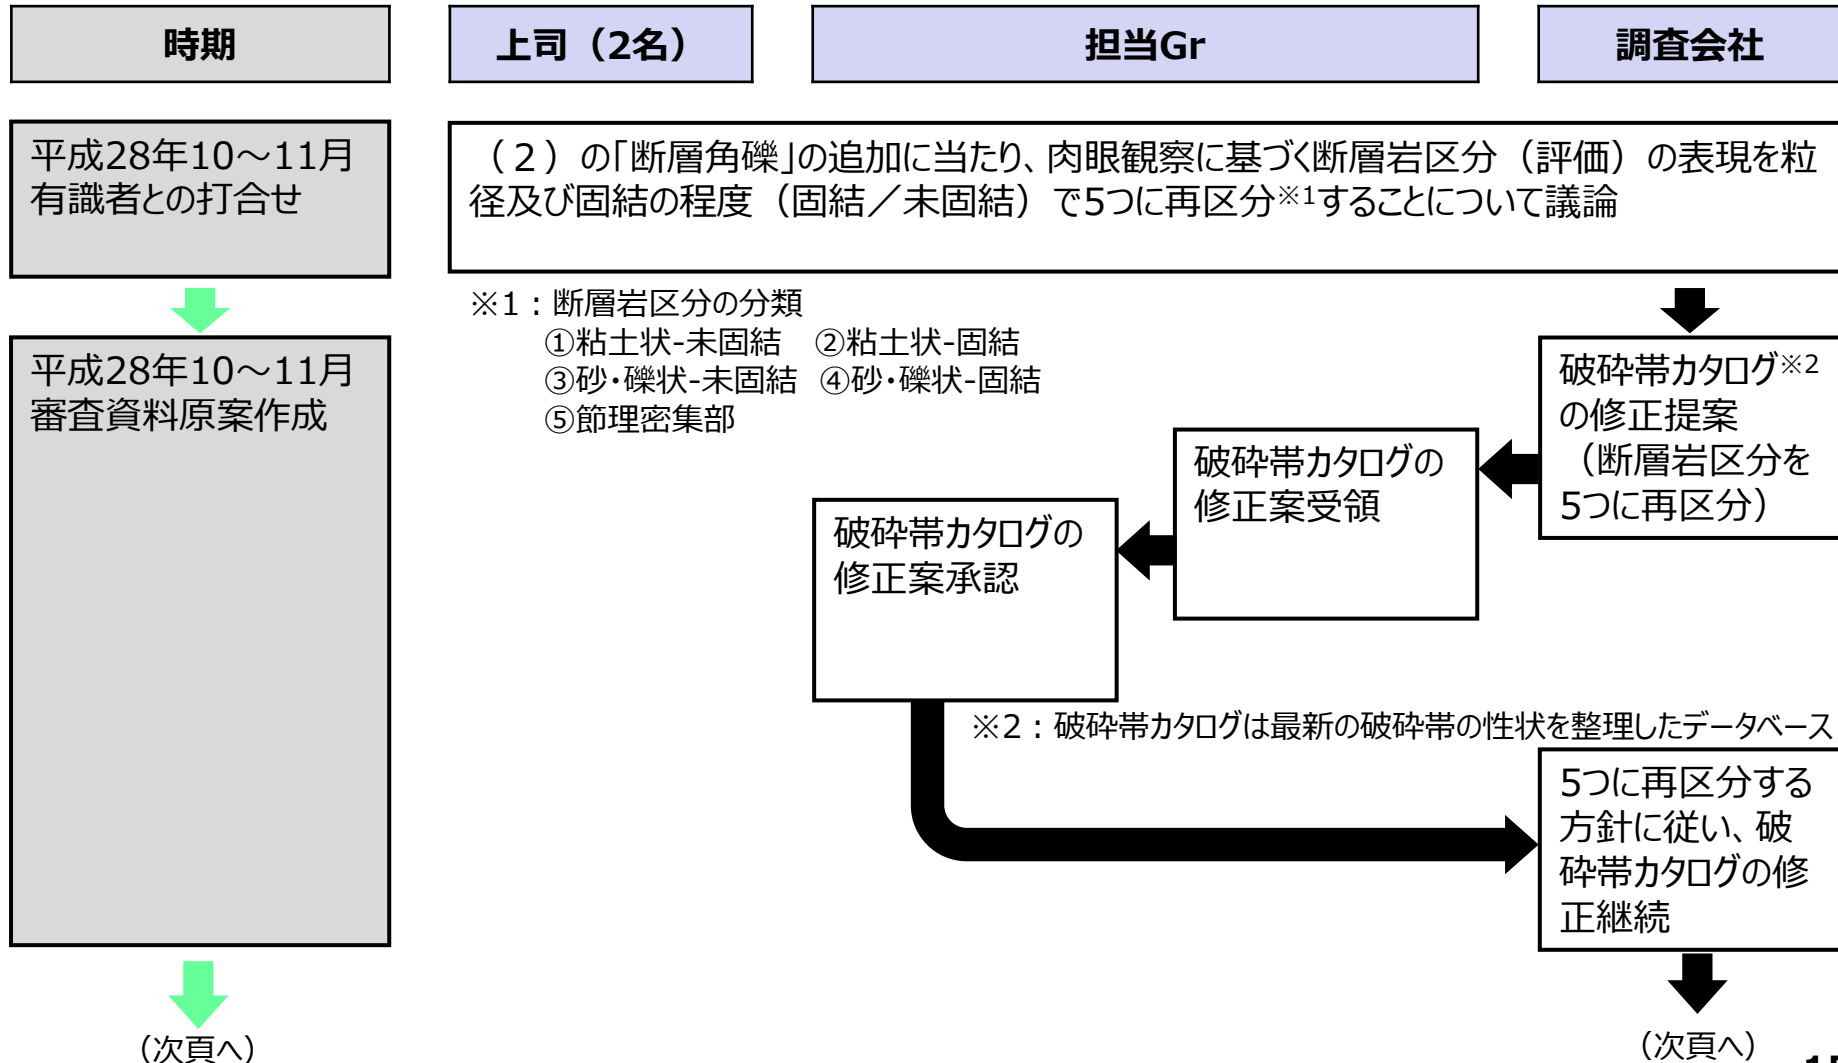 時期
上司（2名）
担当Gr
調査会社
平成28年10～11月
有識者との打合せ
（２）の「断層角礫」の追加に当たり、肉眼観察に基づく断層岩区分（評価）の表現を粒
径及び固結の程度（固結／未固結）で5つに再区分※1することについて議論
※1：断層岩区分の分類
①粘土状-未固結　②粘土状-固結
③砂・礫状-未固結　④砂・礫状-固結
⑤節理密集部
平成28年10～11月
審査資料原案作成
破砕帯カタログ※2
の修正提案
（断層岩区分を
5つに再区分）
破砕帯カタログの
修正案受領
破砕帯カタログの
修正案承認
※2：破砕帯カタログは最新の破砕帯の性状を整理したデータベース
5つに再区分する
方針に従い、破
砕帯カタログの修
正継続
（次頁へ）
（次頁へ）